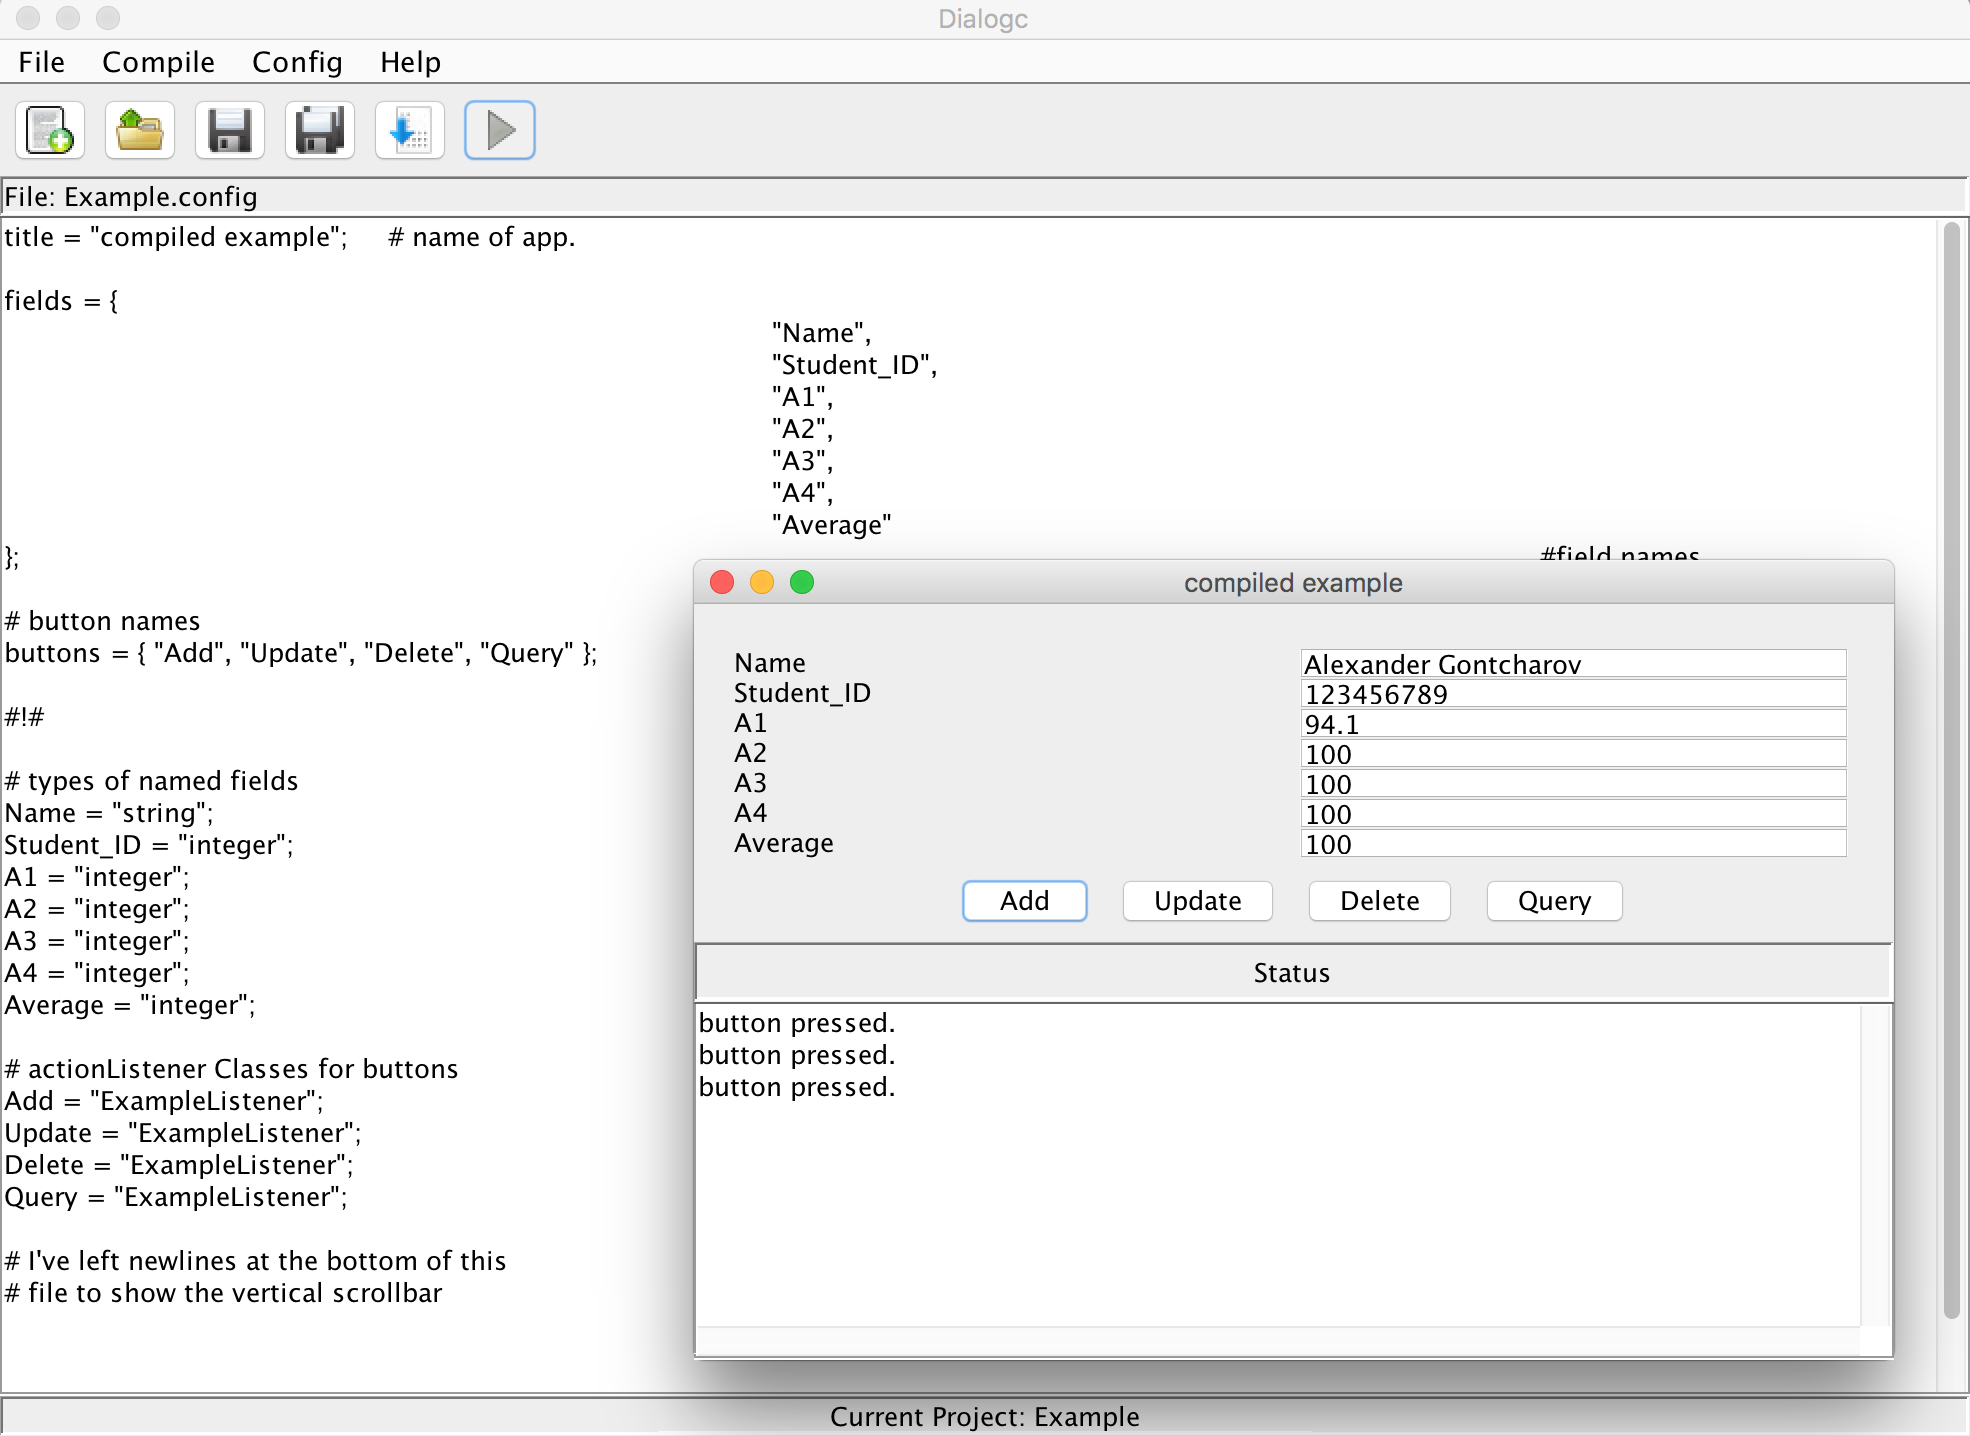 Dialogc
File Compile Config Help
File: Example.config
title = "compiled example"; # name of app.
fields = {
"Name",
"Student_ID",
"A1",
"A2",
"A3",
"A4",
"Average"
}; #field names
# button names
buttons = { "Add", "Update", "Delete", "Query" };
#!#
# types of named fields
Name = "string";
Student_ID = "integer";
A1 = "integer";
A2 = "integer";
A3 = "integer";
A4 = "integer";
Average = "integer";
# actionListener Classes for buttons
Add = "ExampleListener";
Update = "ExampleListener";
Delete = "ExampleListener";
Query = "ExampleListener";
# I've left newlines at the bottom of this
# file to show the vertical scrollbar
compiled example
Name Alexander Gontcharov
Student_ID 123456789
A1 94.1
A2 100
A3 100
A4 100
Average 100
Add Update Delete Query
Status
button pressed.
button pressed.
button pressed.
Current Project: Example